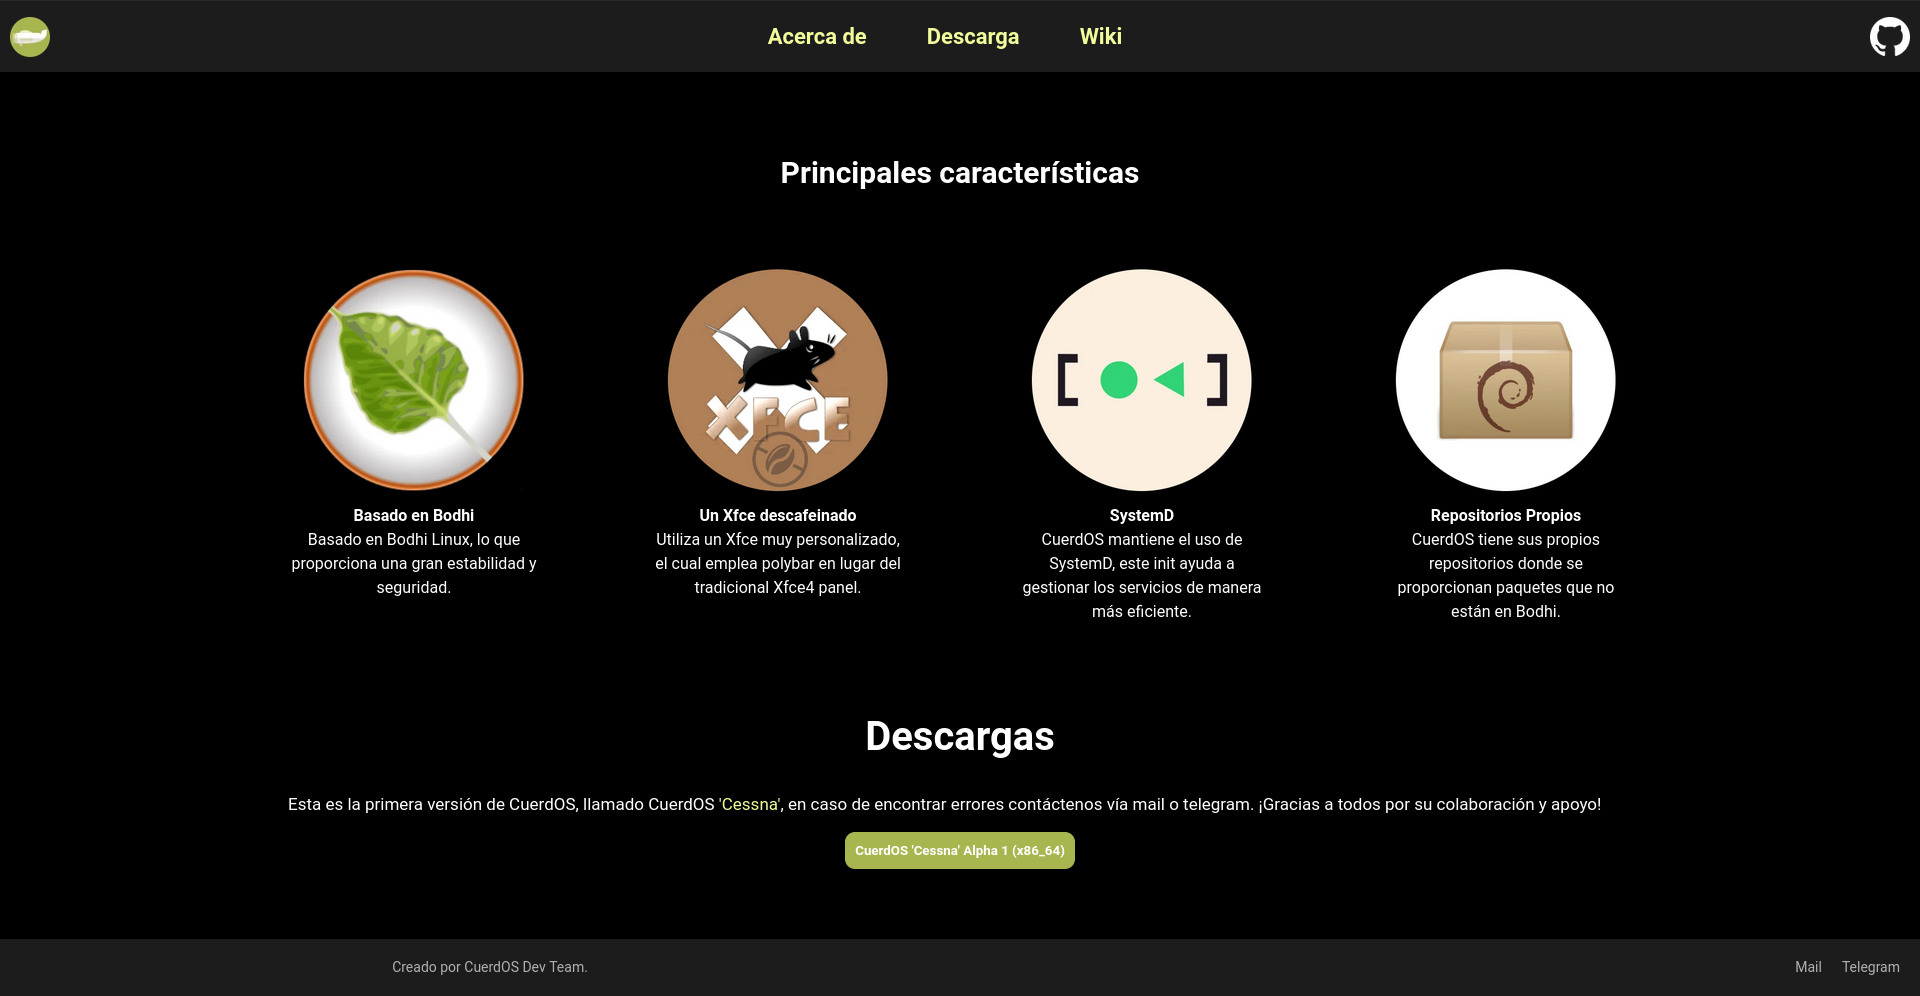 Acerca de
Descarga
Wiki
Principales características
XFCE
Basado en Bodhi
Basado en Bodhi Linux, lo que
proporciona una gran estabilidad y
seguridad.
Un Xfce descafeinado
Utiliza un Xfce muy personalizado,
el cual emplea polybar en lugar del
tradicional Xfce4 panel.
SystemD
CuerdOS mantiene el uso de
SystemD, este init ayuda a
gestionar los servicios de manera
más eficiente.
Repositorios Propios
CuerdOS tiene sus propios
repositorios donde se
proporcionan paquetes que no
están en Bodhi.
Descargas
Esta es la primera versión de CuerdOS, llamado CuerdOS 'Cessna', en caso de encontrar errores contáctenos vía mail o telegram. ¡Gracias a todos por su colaboración y apoyo!
CuerdOS 'Cessna' Alpha 1 (x86_64)
Creado por CuerdOS Dev Team.
Mail
Telegram